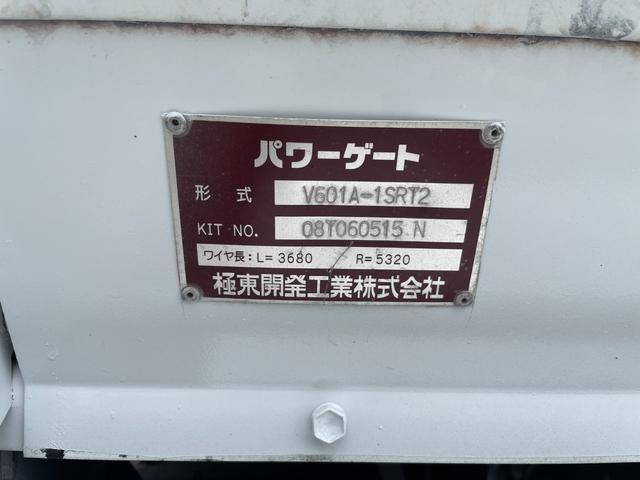 パワーゲート
形式 V601A-1SRT2
KIT NO. 08T060515 N
ワイヤ長:L=3680 R=5320
極東開発工業株式会社